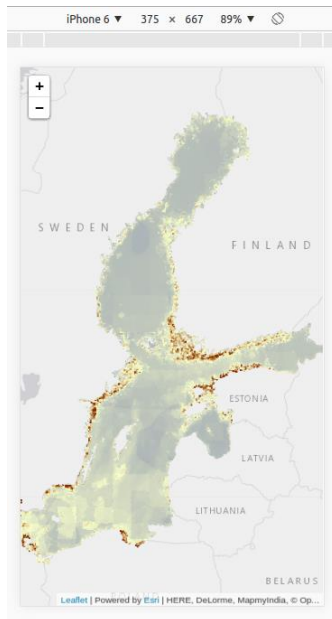 iPhone 6 ▼ 375 × 667 89% ▼
+
−
SWEDEN
FINLAND
ESTONIA
LATVIA
LITHUANIA
BELARUS
Leaflet | Powered by Esri | HERE, DeLorme, MapmyIndia, © Op...